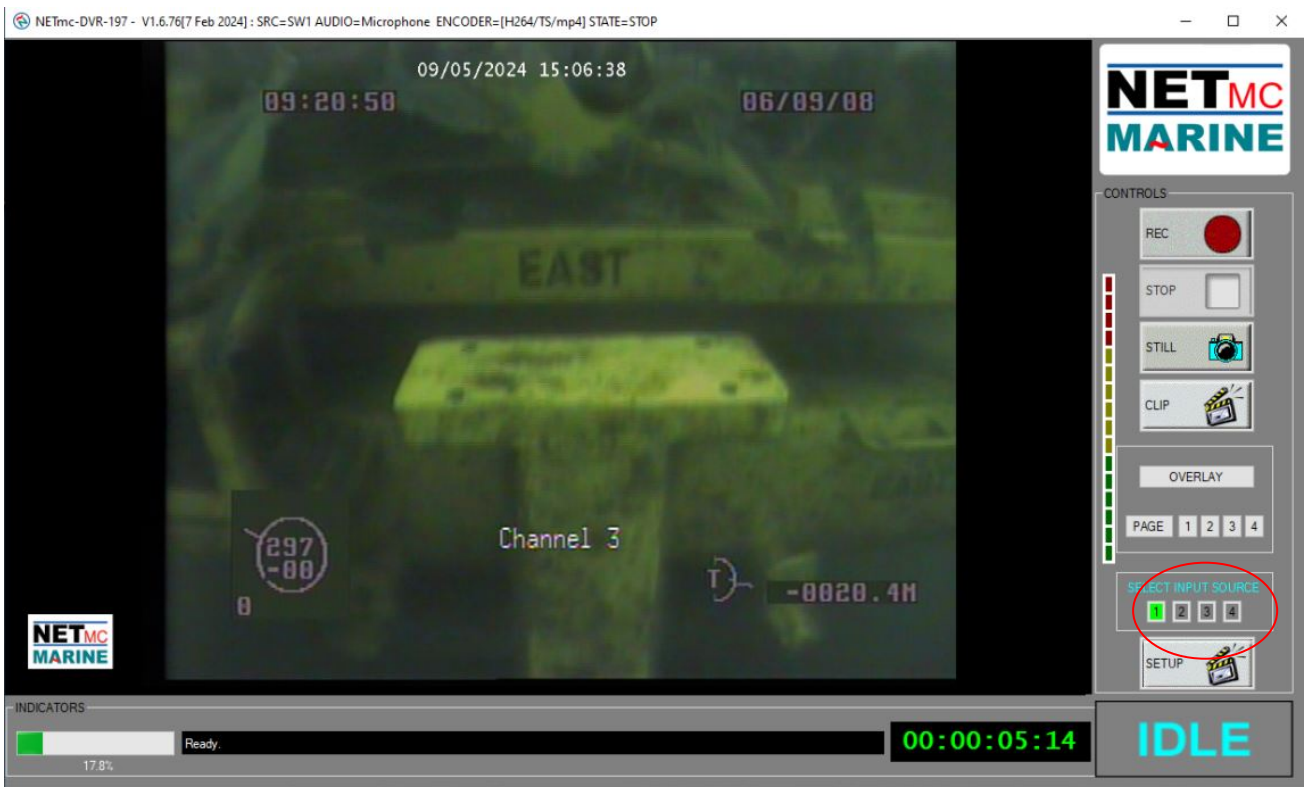 NETmc-DVR-197 - V1.6.76[7 Feb 2024] : SRC=SW1 AUDIO=Microphone ENCODER=[H264/TS/mp4] STATE=STOP
09/05/2024 15:06:38
09:20:50 06/09/08
EAST
EAST
297
-00
0
Channel 3
T
-0020.4M
NETMC
MARINE
NETMC
MARINE
CONTROLS
REC
STOP
STILL
CLIP
OVERLAY
PAGE 1 2 3 4
SELECT INPUT SOURCE
1 2 3 4
SETUP
INDICATORS
17.8%
Ready.
00:00:05:14
IDLE